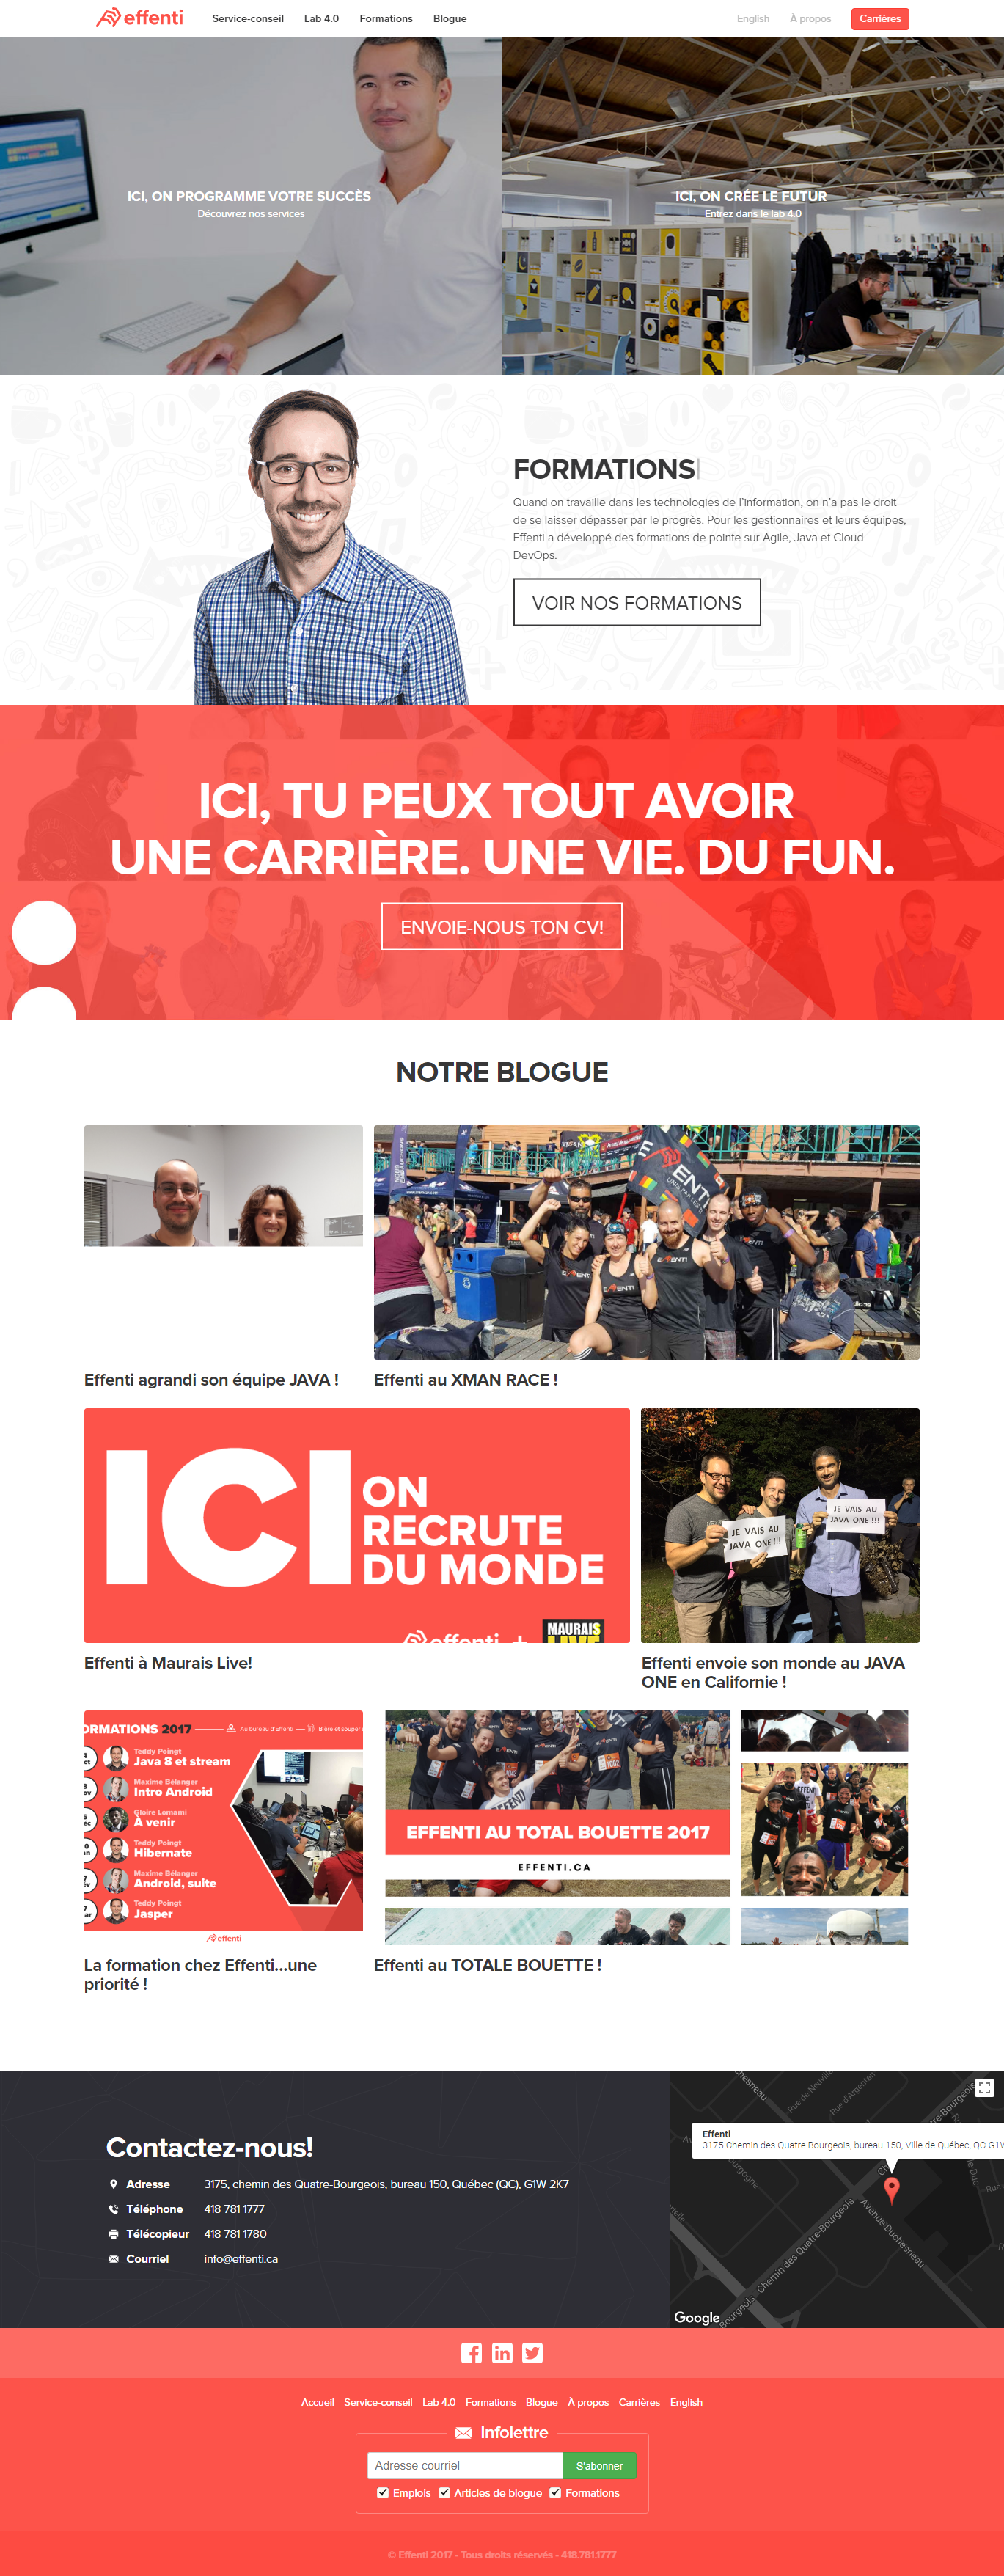 effenti
Service-conseil
Lab 4.0
Formations
Blogue
English
À propos
Carrières
ICI, ON PROGRAMME VOTRE SUCCÈS
Découvrez nos services
ICI, ON CRÉE LE FUTUR
Entrez dans le lab 4.0
FORMATIONS
Quand on travaille dans les technologies de l'information, on n'a pas le droit
de se laisser dépasser par le progrès. Pour les gestionnaires et leurs équipes,
Effenti a développé des formations de pointe sur Agile, Java et Cloud
DevOps.
VOIR NOS FORMATIONS
ICI, TU PEUX TOUT AVOIR
UNE CARRIÈRE. UNE VIE. DU FUN.
ENVOIE-NOUS TON CV!
NOTRE BLOGUE
Effenti agrandi son équipe JAVA !
Effenti au XMAN RACE !
ICI
ON
RECRUTE
DU MONDE
effenti +
MAURAIS
LIVE
JE VAIS AU
JAVA ONE !!!
JE VAIS AU
JAVA ONE !!!
Effenti à Maurais Live!
Effenti envoie son monde au JAVA
ONE en Californie !
ORMATIONS 2017
Au bureau d'Effenti
Bière et souper
Teddy Poingt
Java 8 et stream
Maxime Bélanger
Intro Android
Gloire Lomami
À venir
Teddy Poingt
Hibernate
Maxime Bélanger
Android, suite
Teddy Poingt
Jasper
effenti
EFFENTI AU TOTAL BOUETTE 2017
EFFENTI.CA
La formation chez Effenti...une
priorité !
Effenti au TOTALE BOUETTE !
Contactez-nous!
Adresse 3175, chemin des Quatre-Bourgeois, bureau 150, Québec (QC), G1W 2K7
Téléphone 418 781 1777
Télécopieur 418 781 1780
Courriel info@effenti.ca
Effenti
3175 Chemin des Quatre Bourgeois, bureau 150, Ville de Québec, QC G1V
Rue d'Argentan
Avenue Duchesneau
Chemin des Quatre-Bourgeois
Google
Accueil
Service-conseil
Lab 4.0
Formations
Blogue
À propos
Carrières
English
Infolettre
Adresse courriel
S'abonner
Emplois
Articles de blogue
Formations
© Effenti 2017 - Tous droits réservés - 418.781.1777